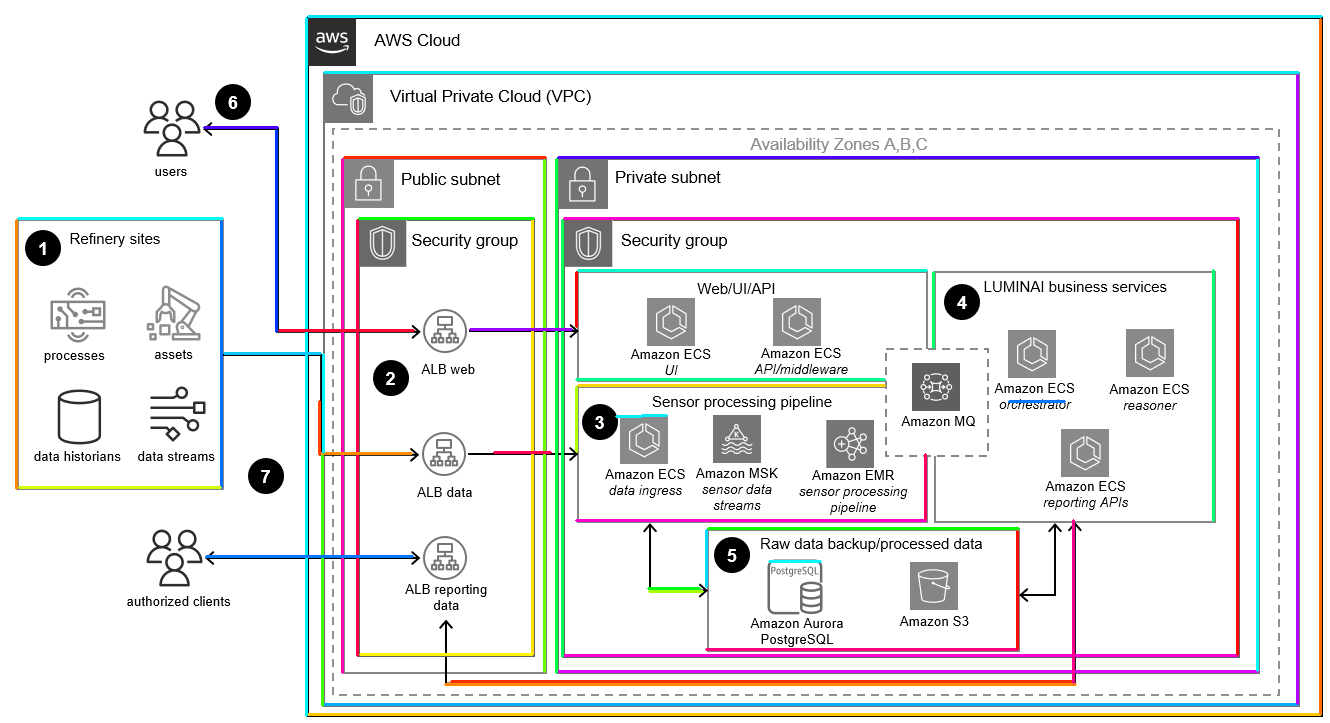 aws
AWS Cloud
Virtual Private Cloud (VPC)
Availability Zones A,B,C
6
users
Public subnet
Private subnet
1
Refinery sites
processes
assets
data historians
data streams
7
authorized clients
Security group
2
ALB web
ALB data
ALB reporting
data
Security group
Web/UI/API
Amazon ECS
UI
Amazon ECS
API/middleware
4
LUMINAI business services
Amazon ECS
orchestrator
Amazon ECS
reasoner
Amazon ECS
reporting APIs
Amazon MQ
3
Sensor processing pipeline
Amazon ECS
data ingress
K
Amazon MSK
sensor data
streams
Amazon EMR
sensor processing
pipeline
5
Raw data backup/processed data
PostgreSQL
Amazon Aurora
PostgreSQL
Amazon S3